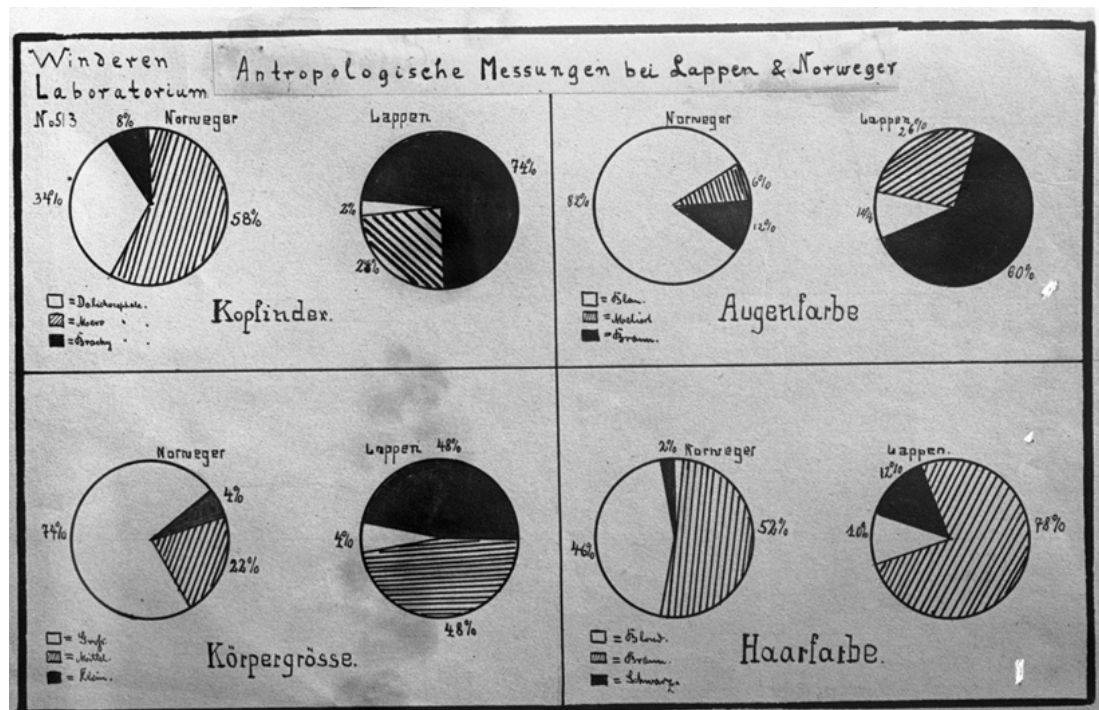 Winderen
Laboratorium
Antropologische Messungen bei Lappen & Norweger
No 513
Norweger
8%
34%
58%
Lappen
74%
2%
= Dolichocephale.
= Meso " "
= Brachy " "
Kopfindex.
Norweger
82%
6%
12%
Lappen
26%
14%
60%
= Blau.
= Meliert
= Braun.
Augenfarbe
Norweger
74%
4%
22%
Lappen
48%
4%
48%
= Gross
= Mittel
= Klein.
Körpergrösse.
2%
Norweger
46%
52%
Lappen.
12%
10%
78%
= Blond.
= Braun.
= Schwarz.
Haarfarbe.